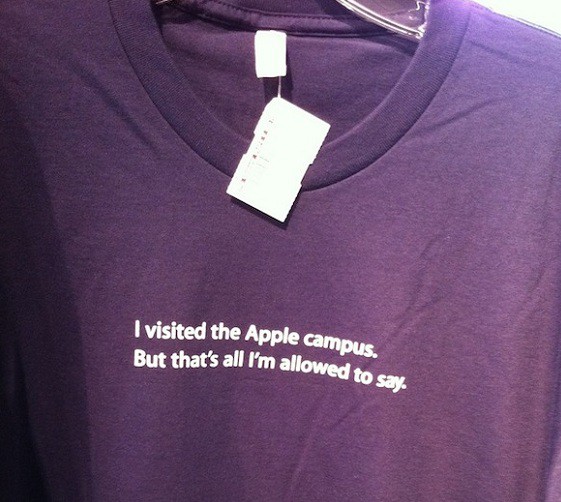 I visited the Apple campus.
But that's all I'm allowed to say.